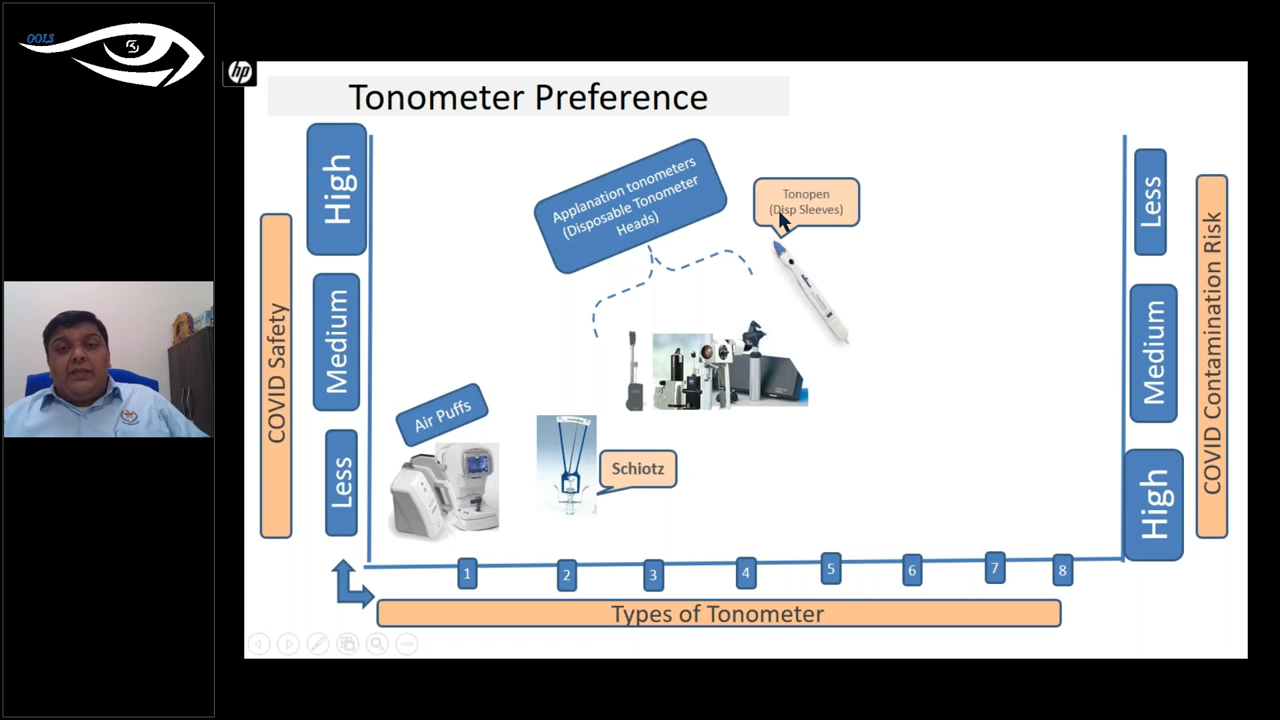 OOLS
hp
Tonometer Preference
High
Medium
Less
COVID Safety
Applanation tonometers
(Disposable Tonometer
Heads)
Tonopen
(Disp Sleeves)
Air Puffs
Schiotz
Less
Medium
High
COVID Contamination Risk
1
2
3
4
5
6
7
8
Types of Tonometer